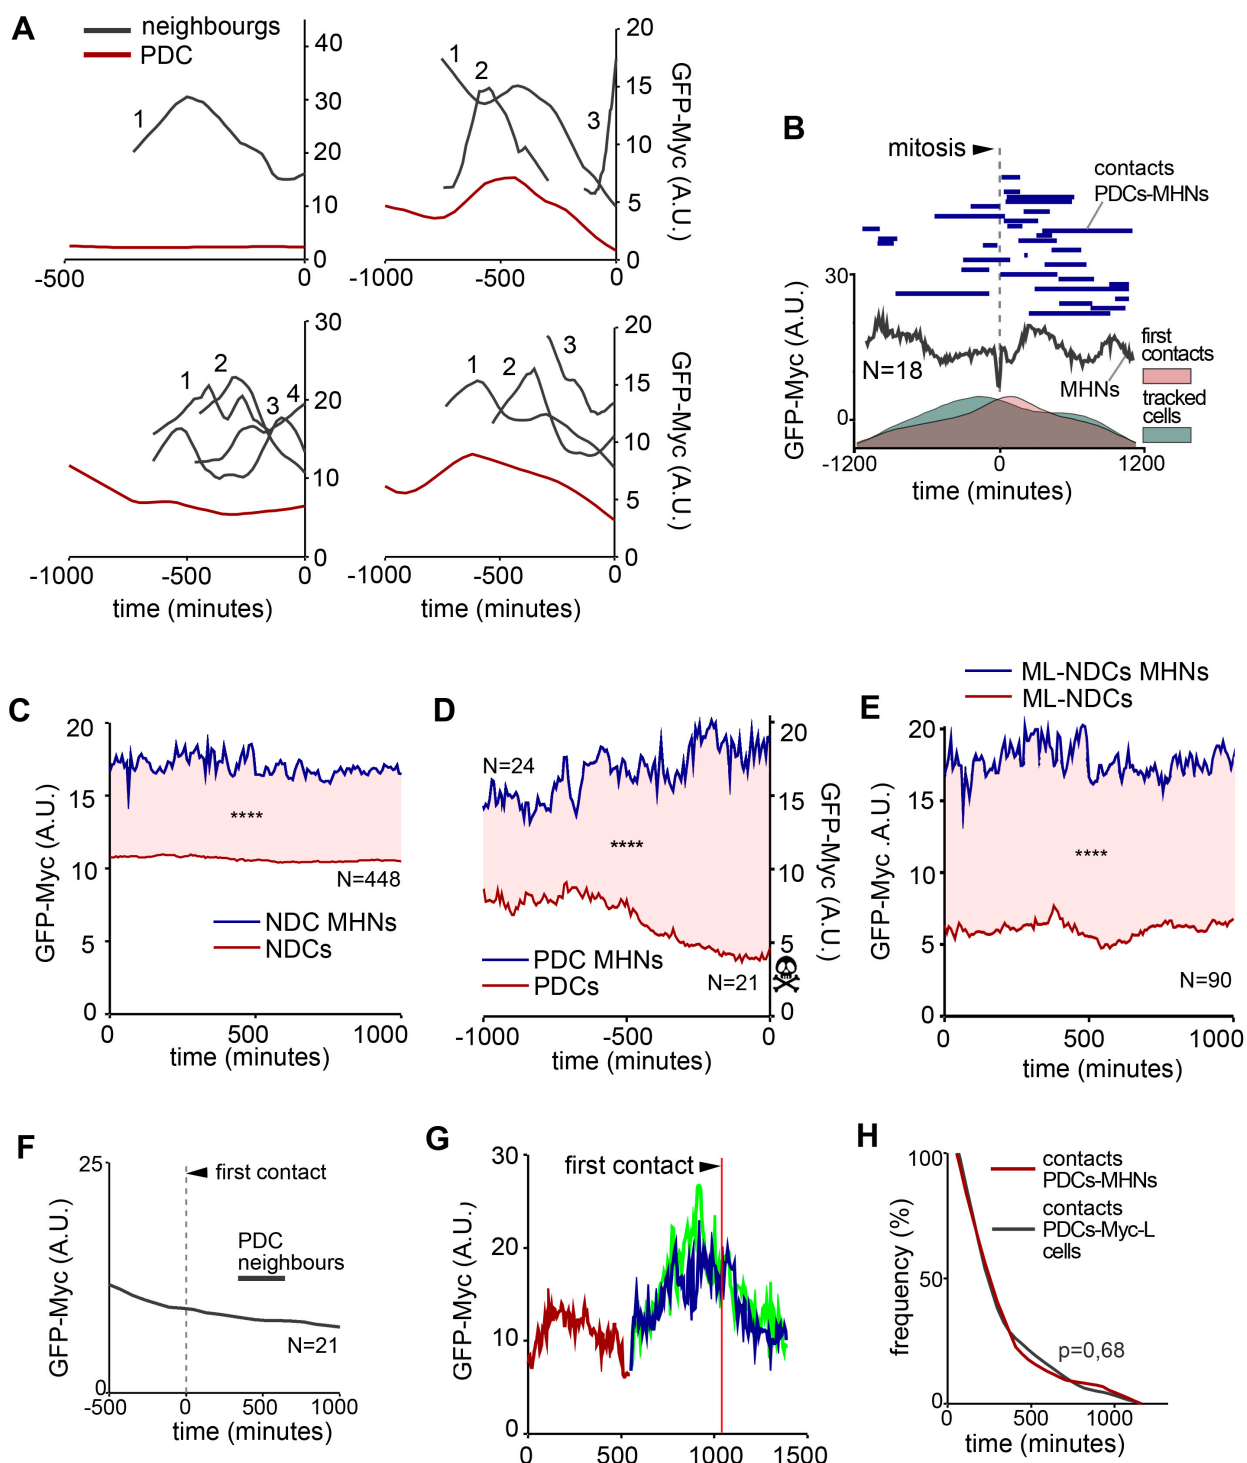 A
neighbourgs
PDC
40
30
20
10
0
-500
0
1
20
15
10
5
0
GFP-Myc (A.U.)
-1000
-500
0
1
2
3
30
20
10
0
-1000
-500
0
time (minutes)
1
2
3
4
20
15
10
5
0
GFP-Myc (A.U.)
-1000
-500
0
time (minutes)
1
2
3
B
mitosis
contacts
PDCs-MHNs
30
0
GFP-Myc (A.U.)
N=18
MHNs
first
contacts
tracked
cells
-1200
0
1200
time (minutes)
C
20
15
10
5
0
GFP-Myc (A.U.)
****
N=448
NDC MHNs
NDCs
0
500
1000
time (minutes)
D
N=24
20
15
10
5
0
GFP-Myc (A.U.)
****
PDC MHNs
PDCs
N=21
-1000
-500
0
time (minutes)
E
ML-NDCs MHNs
ML-NDCs
20
15
10
5
0
GFP-Myc .A.U.)
****
N=90
0
500
1000
time (minutes)
F
25
0
GFP-Myc (A.U.)
first contact
PDC
neighbours
N=21
-500
0
500
1000
time (minutes)
G
30
20
10
0
GFP-Myc (A.U.)
first contact
0
500
1000
1500
H
100
50
0
frequency (%)
contacts
PDCs-MHNs
contacts
PDCs-Myc-L
cells
p=0,68
0
500
1000
time (minutes)